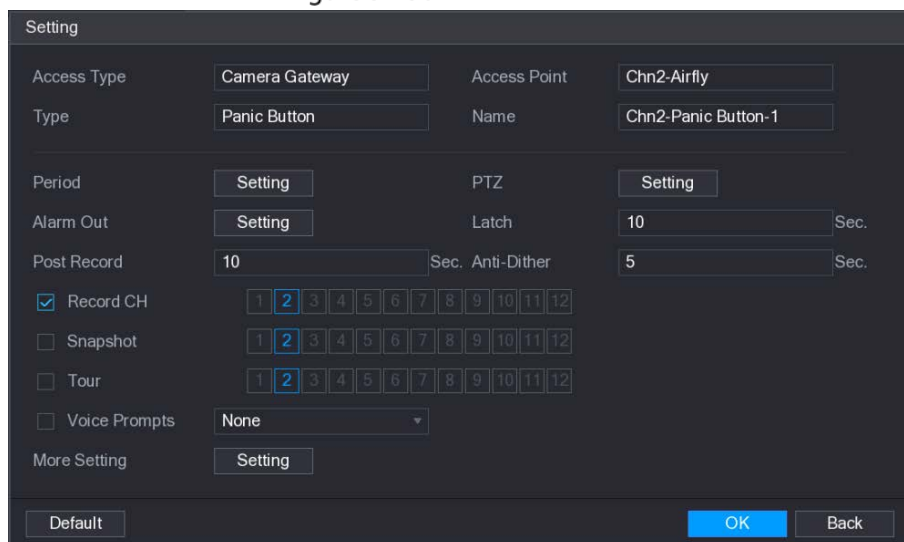 Setting
Access Type Camera Gateway Access Point Chn2-Airfly
Type Panic Button Name Chn2-Panic Button-1
Period Setting PTZ Setting
Alarm Out Setting Latch 10 Sec.
Post Record 10 Sec. Anti-Dither 5 Sec.
Record CH 1 2 3 4 5 6 7 8 9 10 11 12
Snapshot 1 2 3 4 5 6 7 8 9 10 11 12
Tour 1 2 3 4 5 6 7 8 9 10 11 12
Voice Prompts None
More Setting Setting
Default OK Back